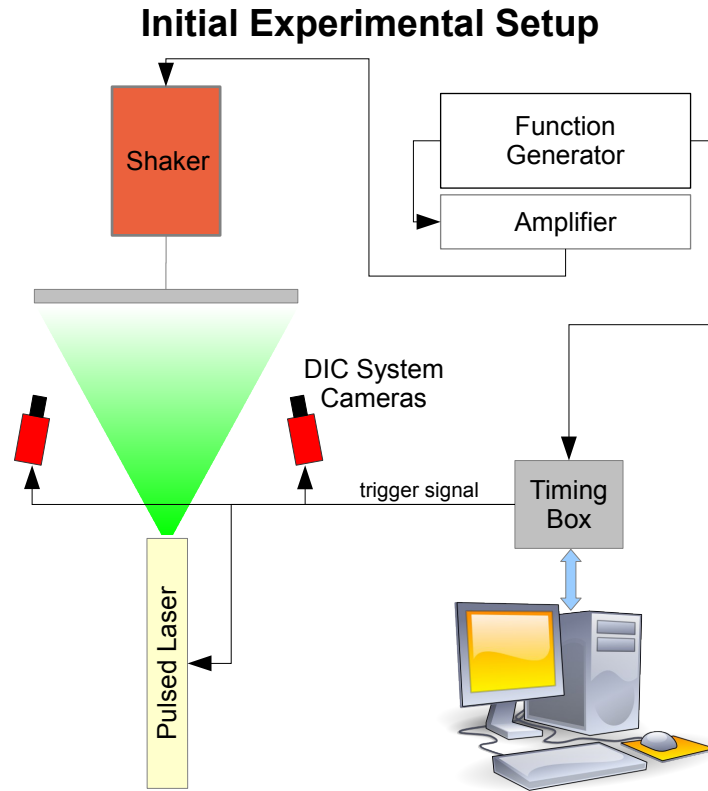 Initial Experimental Setup
Shaker
Function
Generator
Amplifier
DIC System
Cameras
trigger signal
Timing
Box
Pulsed Laser